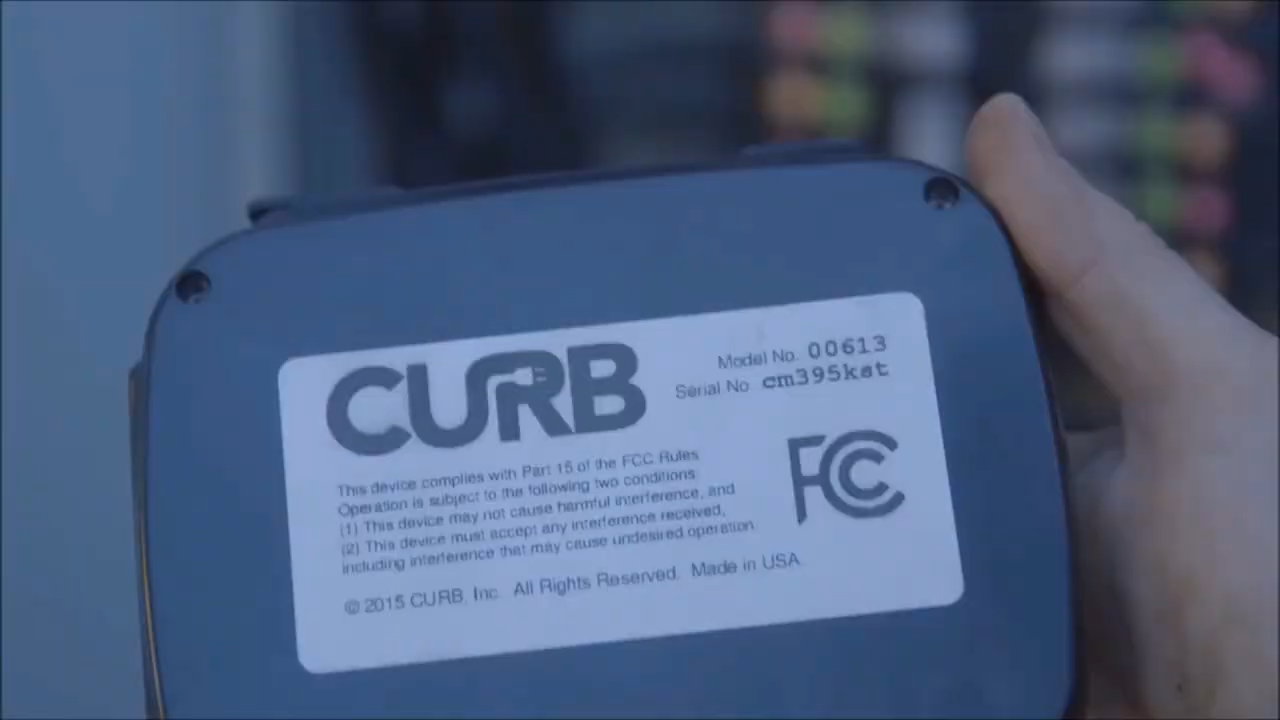 CURB
Model No. 00613
Serial No cm395kat
This device complies with Part 15 of the FCC Rules
Operation is subject to the following two conditions:
(1) This device may not cause harmful interference, and
(2) This device must accept any interference received,
including interference that may cause undesired operation.
FCC
© 2015 CURB, Inc. All Rights Reserved. Made in USA.